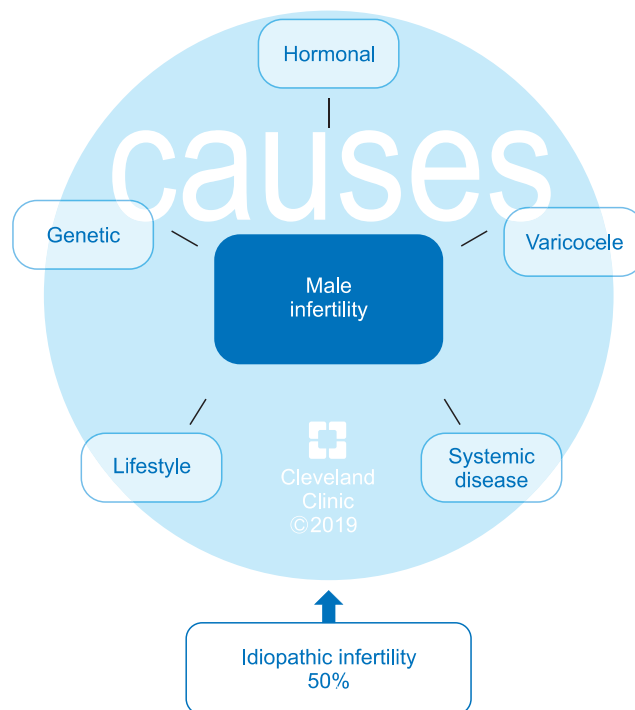 Hormonal
causes
Genetic
Varicocele
Male
infertility
Lifestyle
Systemic
disease
Cleveland
Clinic
©2019
Idiopathic infertility
50%